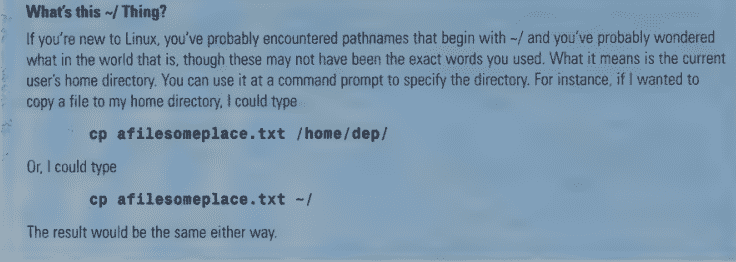 What's this ~/ Thing?
If you're new to Linux, you've probably encountered pathnames that begin with ~/ and you've probably wondered
what in the world that is, though these may not have been the exact words you used. What it means is the current
user's home directory. You can use it at a command prompt to specify the directory. For instance, if I wanted to
copy a file to my home directory, I could type
cp afilesomeplace.txt /home/dep/
Or, I could type
cp afilesomeplace.txt ~/
The result would be the same either way.